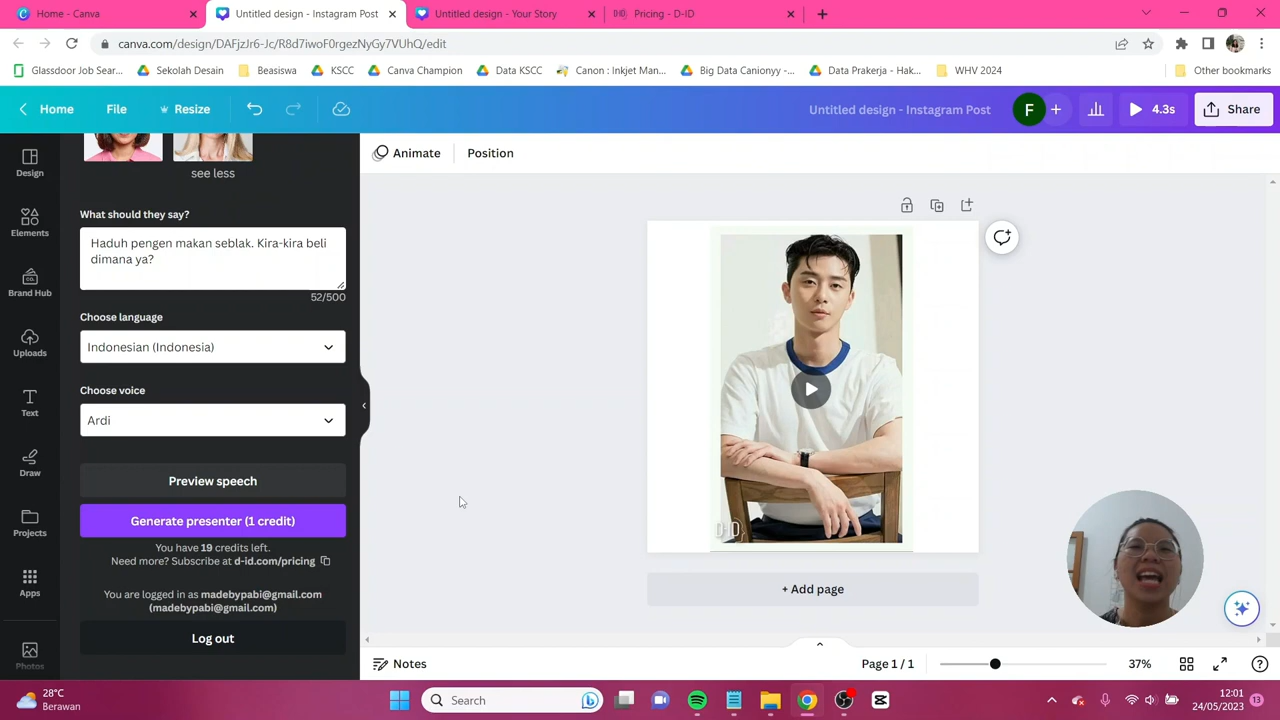 Home - Canva
Untitled design - Instagram Post
Untitled design - Your Story
Pricing - D-ID
canva.com/design/DAFjzJr6-Jc/R8d7iwoF0rgezNyGy7VUhQ/edit
Glassdoor Job Sear...
Sekolah Desain
Beasiswa
KSCC
Canva Champion
Data KSCC
Canon : Inkjet Man...
Big Data Canionyy -...
Data Prakerja - Hak...
WHV 2024
Other bookmarks
Home
File
Resize
Untitled design - Instagram Post
F
4.3s
Share
Animate
Position
see less
Design
Elements
Brand Hub
Uploads
Text
Draw
Projects
Apps
Photos
What should they say?
Haduh pengen makan seblak. Kira-kira beli
dimana ya?
52/500
Choose language
Indonesian (Indonesia)
Choose voice
Ardi
Preview speech
Generate presenter (1 credit)
You have 19 credits left.
Need more? Subscribe at d-id.com/pricing
You are logged in as madebypabi@gmail.com
(madebypabi@gmail.com)
Log out
D-ID
+ Add page
Notes
Page 1 / 1
37%
28°C
Berawan
Search
12:01
24/05/2023
13